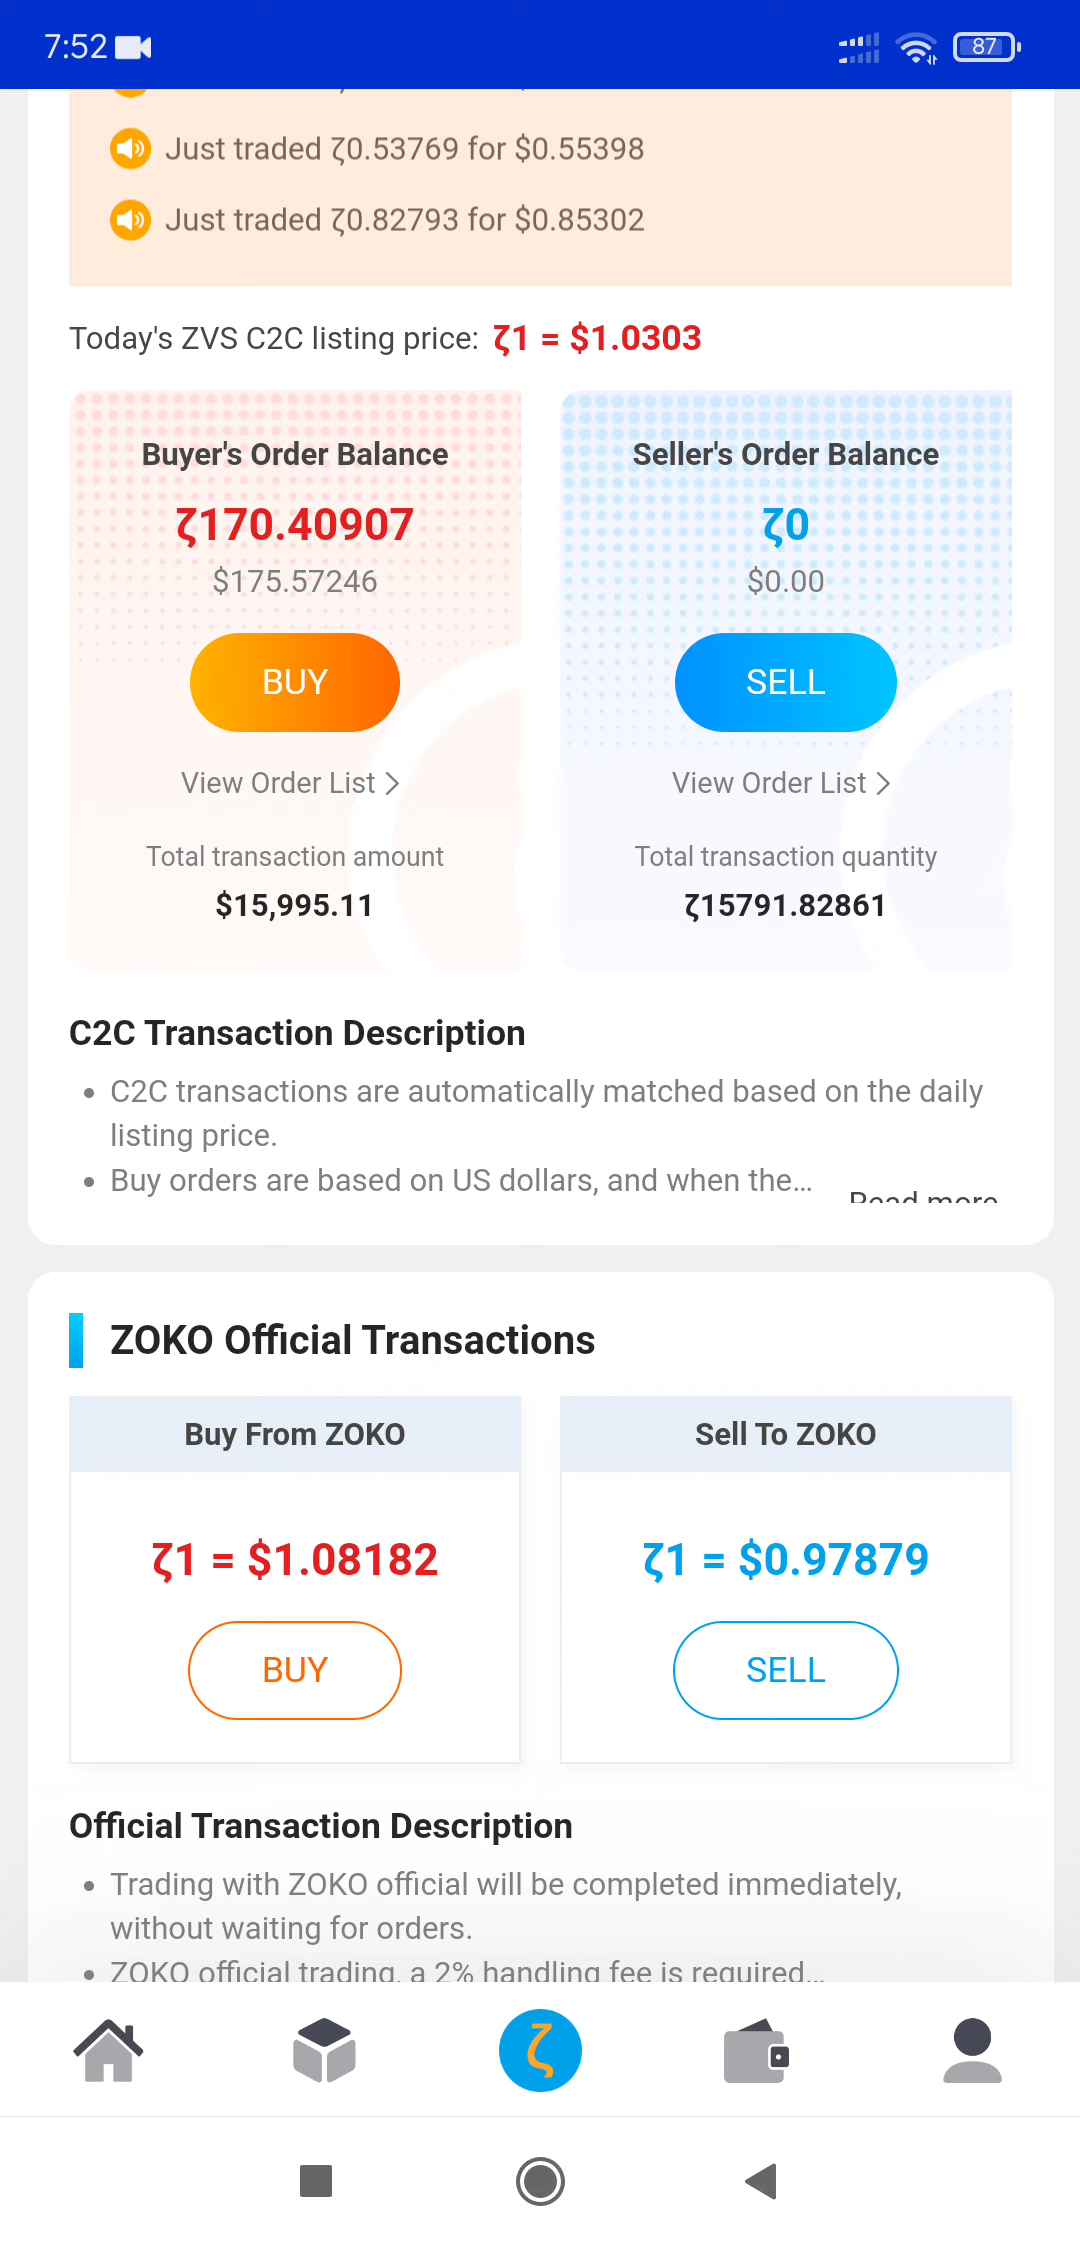 7:52
87
Just traded ζ0.53769 for $0.55398
Just traded ζ0.82793 for $0.85302
Today's ZVS C2C listing price: ζ1 = $1.0303
Buyer's Order Balance
ζ170.40907
$175.57246
BUY
View Order List >
Total transaction amount
$15,995.11
Seller's Order Balance
ζ0
$0.00
SELL
View Order List >
Total transaction quantity
ζ15791.82861
C2C Transaction Description
• C2C transactions are automatically matched based on the daily
listing price.
• Buy orders are based on US dollars, and when the...
Read more
ZOKO Official Transactions
Buy From ZOKO
ζ1 = $1.08182
BUY
Sell To ZOKO
ζ1 = $0.97879
SELL
Official Transaction Description
• Trading with ZOKO official will be completed immediately,
without waiting for orders.
• ZOKO official trading, a 2% handling fee is required...
ζ